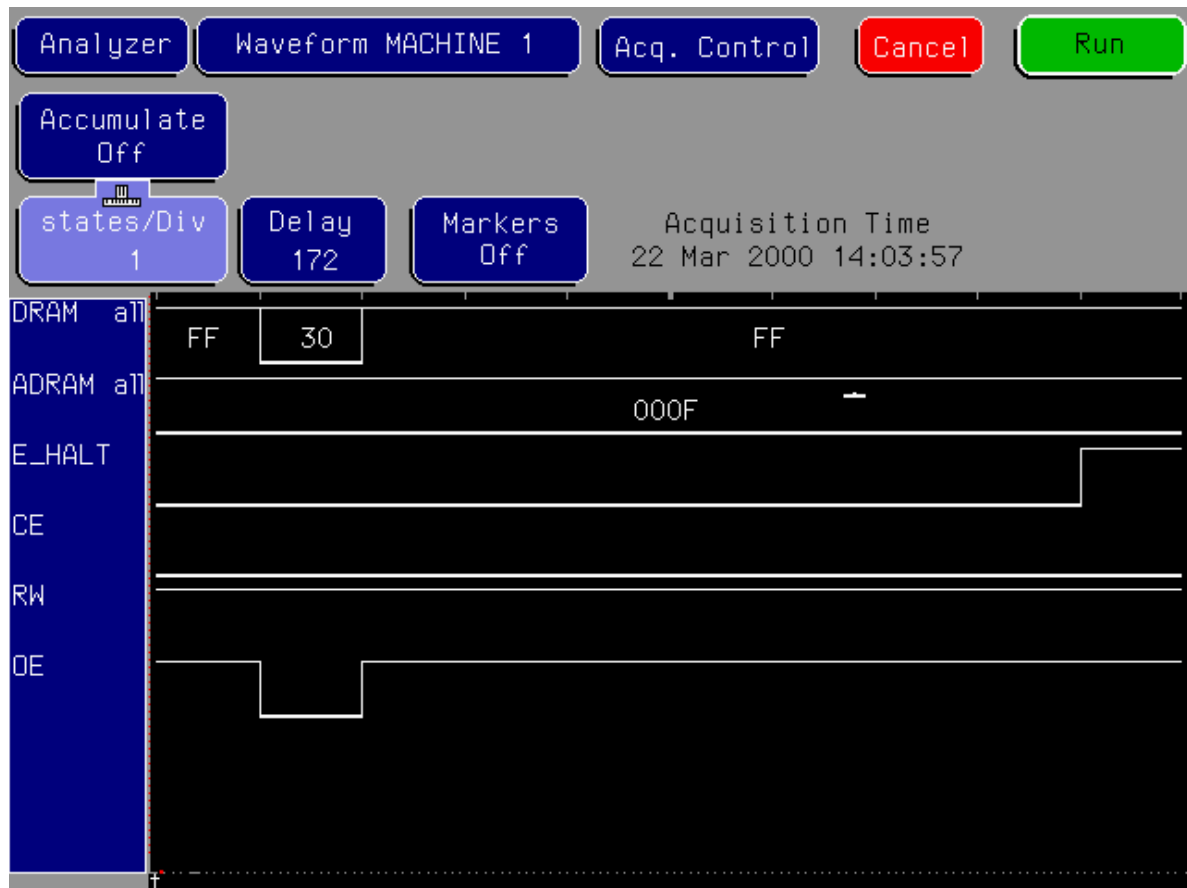 Analyzer Waveform MACHINE 1 Acq. Control Cancel Run
Accumulate
Off
states/Div Delay Markers Acquisition Time
1 172 Off 22 Mar 2000 14:03:57
DRAM all FF 30 FF
ADRAM all 000F
E_HALT
CE
RW
OE